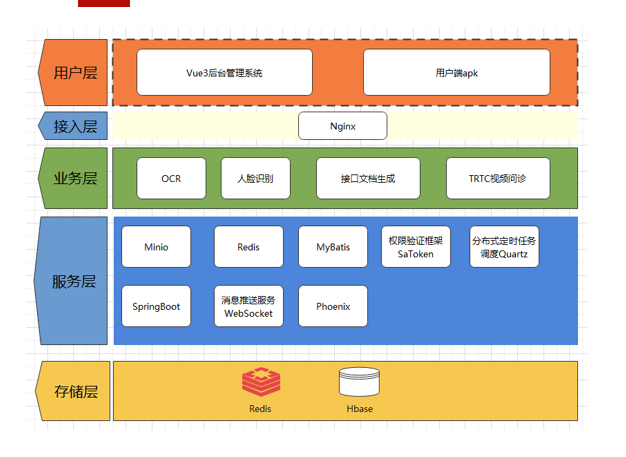 用户层
Vue3后台管理系统
用户端apk
接入层
Nginx
业务层
OCR
人脸识别
接口文档生成
TRTC视频问诊
服务层
Minio
Redis
MyBatis
权限验证框架
SaToken
分布式定时任务
调度Quartz
SpringBoot
消息推送服务
WebSocket
Phoenix
存储层
Redis
Hbase